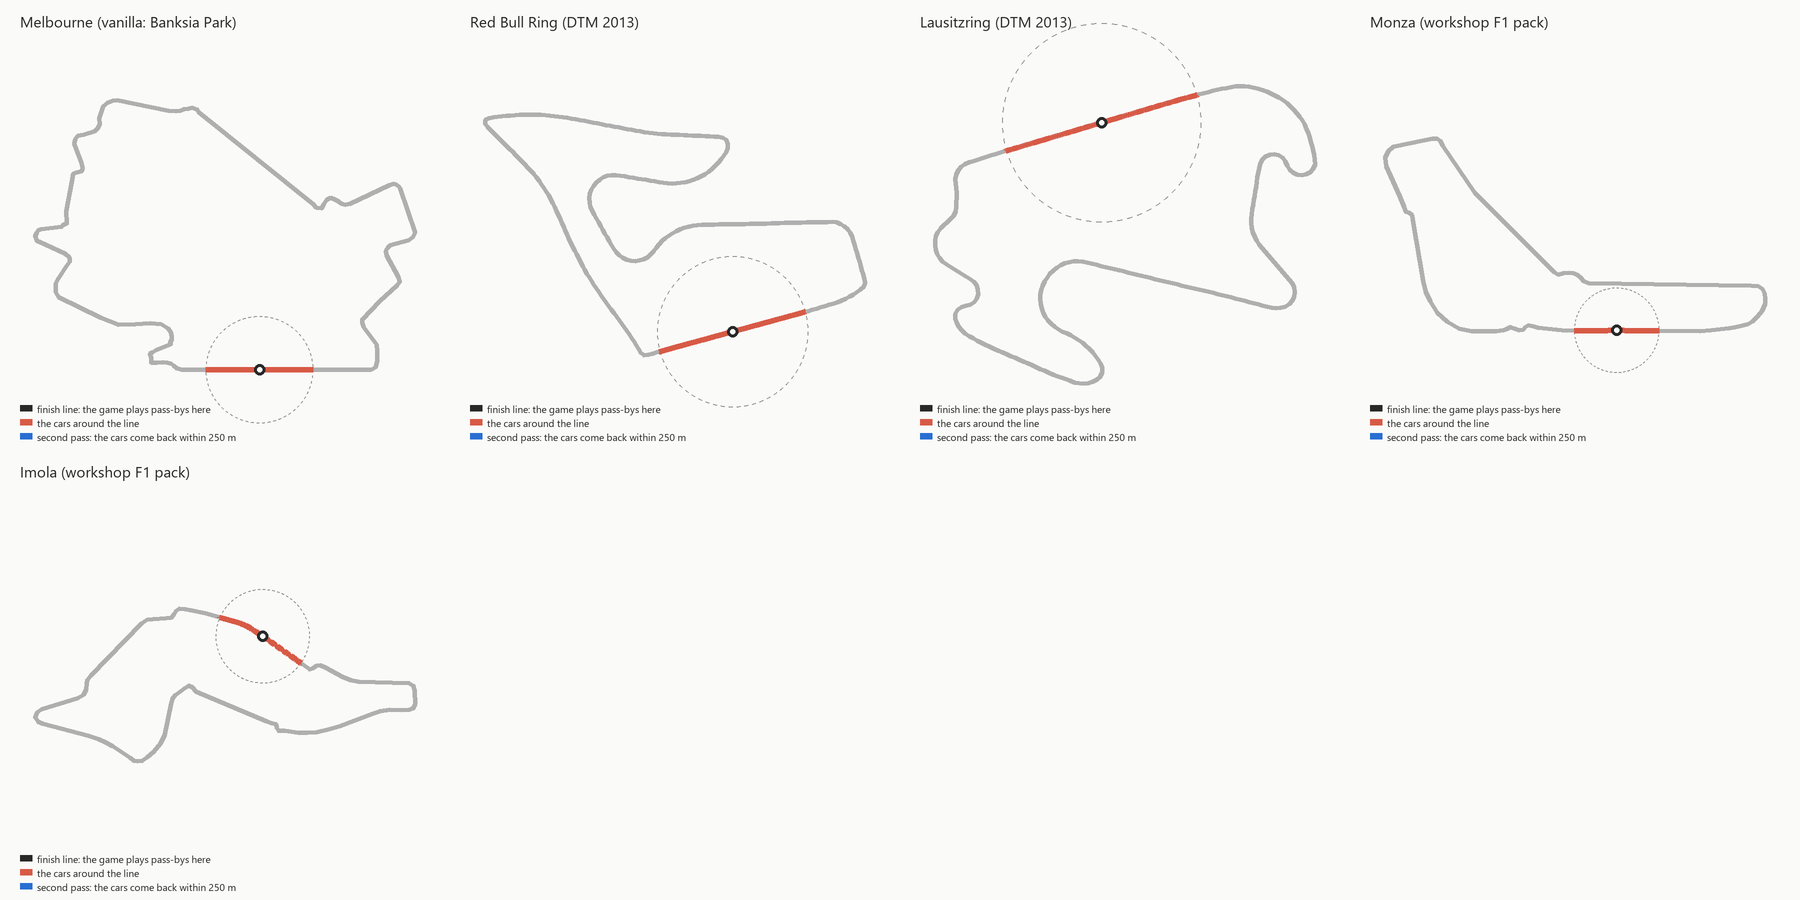 Melbourne (vanilla: Banksia Park)
finish line: the game plays pass-bys here
the cars around the line
second pass: the cars come back within 250 m
Red Bull Ring (DTM 2013)
finish line: the game plays pass-bys here
the cars around the line
second pass: the cars come back within 250 m
Lausitzring (DTM 2013)
finish line: the game plays pass-bys here
the cars around the line
second pass: the cars come back within 250 m
Monza (workshop F1 pack)
finish line: the game plays pass-bys here
the cars around the line
second pass: the cars come back within 250 m
Imola (workshop F1 pack)
finish line: the game plays pass-bys here
the cars around the line
second pass: the cars come back within 250 m